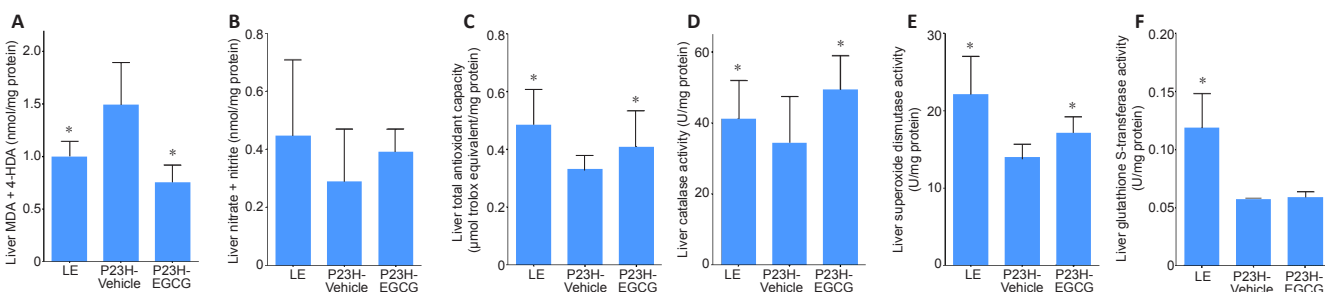 A
Liver MDA + 4-HDA (nmol/mg protein)
2.0
1.5
1.0
0.5
0
*
*
LE
P23H-
Vehicle
P23H-
EGCG
B
Liver nitrate + nitrite (nmol/mg protein)
0.8
0.6
0.4
0.2
0
LE
P23H-
Vehicle
P23H-
EGCG
C
Liver total antioxidant capacity
(µmol trolox equivalent/mg protein)
0.8
0.6
0.4
0.2
0
*
*
LE
P23H-
Vehicle
P23H-
EGCG
D
Liver catalase activity (U/mg protein)
60
40
20
0
*
*
LE
P23H-
Vehicle
P23H-
EGCG
E
Liver superoxide dismutase activity
(U/mg protein)
30
20
10
0
*
*
LE
P23H-
Vehicle
P23H-
EGCG
F
Liver glutathione S-transferase activity
(U/mg protein)
0.20
0.15
0.10
0.05
0
*
LE
P23H-
Vehicle
P23H-
EGCG